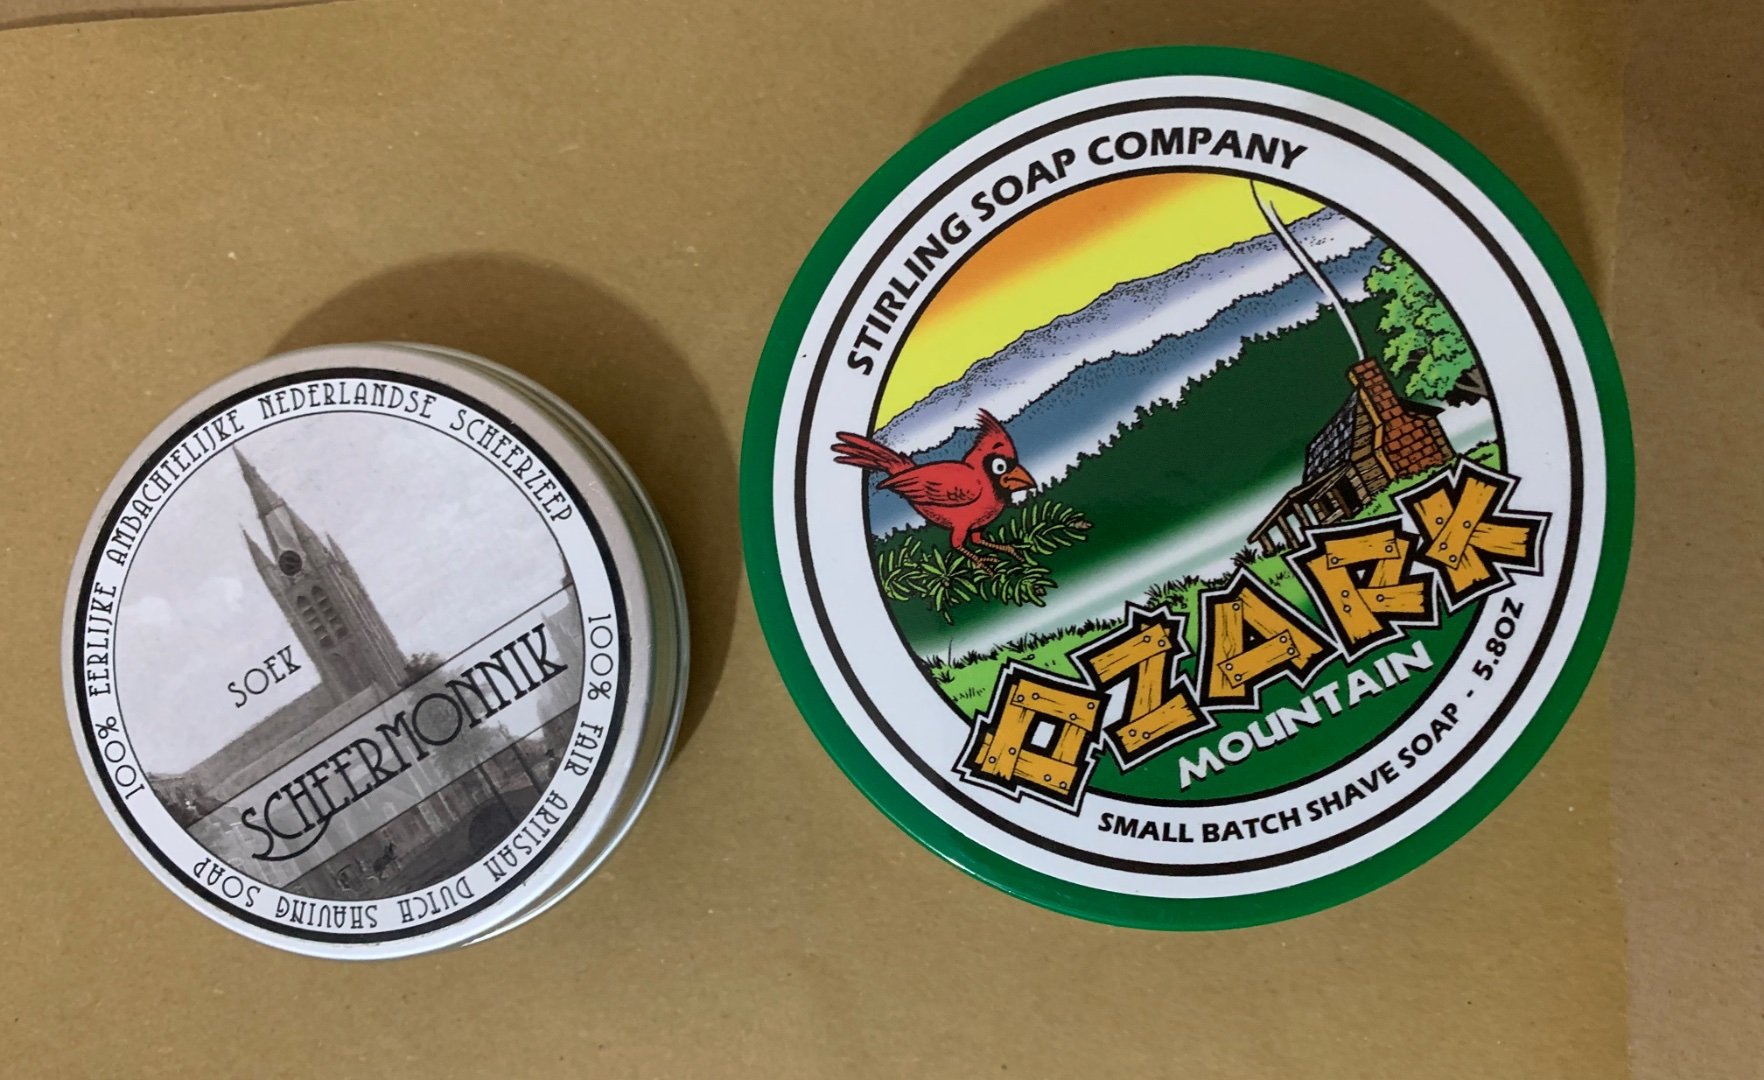 100% EERLIJKE AMBACHTELIJKE NEDERLANDSE SCHEERZEEP
SOEK
SCHEERMONNIK
100% FAIR ARTISAN DUTCH SHAVING SOAP
STIRLING SOAP COMPANY
OZARK
MOUNTAIN
SMALL BATCH SHAVE SOAP - 5.8OZ